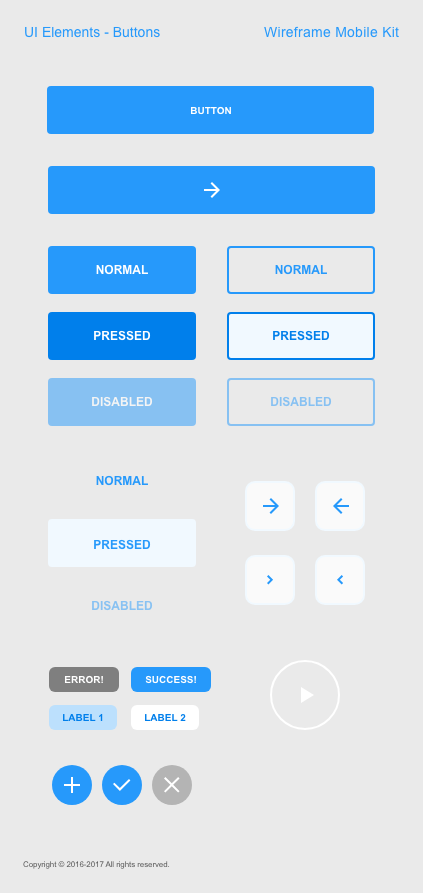 UI Elements - Buttons
Wireframe Mobile Kit
BUTTON
NORMAL
NORMAL
PRESSED
PRESSED
DISABLED
DISABLED
NORMAL
PRESSED
DISABLED
ERROR!
SUCCESS!
LABEL 1
LABEL 2
Copyright © 2016-2017 All rights reserved.